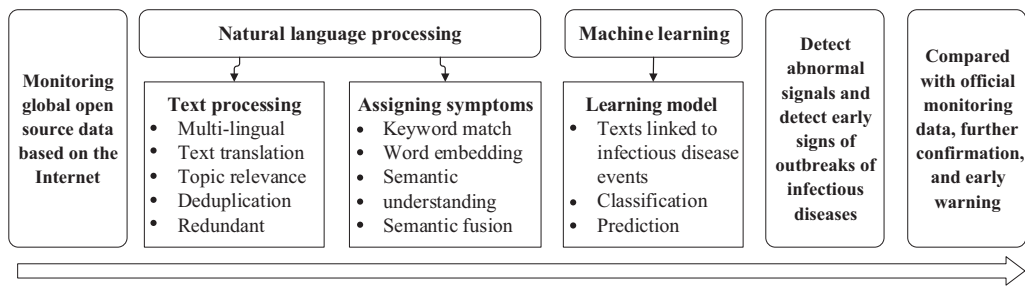 Monitoring
global open
source data
based on the
Internet
Natural language processing
Text processing
• Multi-lingual
• Text translation
• Topic relevance
• Deduplication
• Redundant
Assigning symptoms
• Keyword match
• Word embedding
• Semantic
• understanding
• Semantic fusion
Machine learning
Learning model
• Texts linked to
infectious disease
events
• Classification
• Prediction
Detect
abnormal
signals and
detect early
signs of
outbreaks of
infectious
diseases
Compared
with official
monitoring
data, further
confirmation,
and early
warning